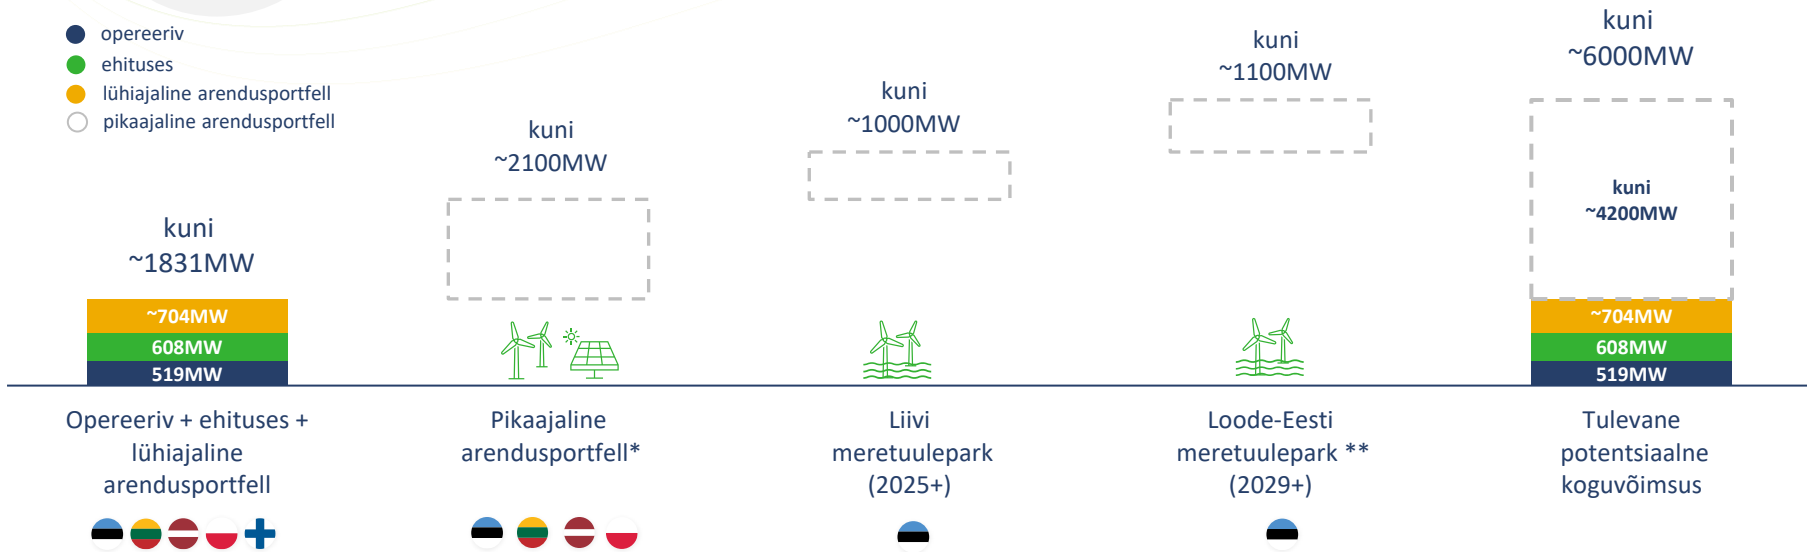 opereeriv
ehituses
lühiajaline arendusportfell
pikaajaline arendusportfell
kuni
~1831MW
~704MW
608MW
519MW
Opereeriv + ehituses +
lühiajaline
arendusportfell
kuni
~2100MW
Pikaajaline
arendusportfell*
kuni
~1000MW
Liivi
meretuulepark
(2025+)
kuni
~1100MW
Loode-Eesti
meretuulepark **
(2029+)
kuni
~6000MW
kuni
~4200MW
~704MW
608MW
519MW
Tulevane
potentsiaalne
koguvõimsus